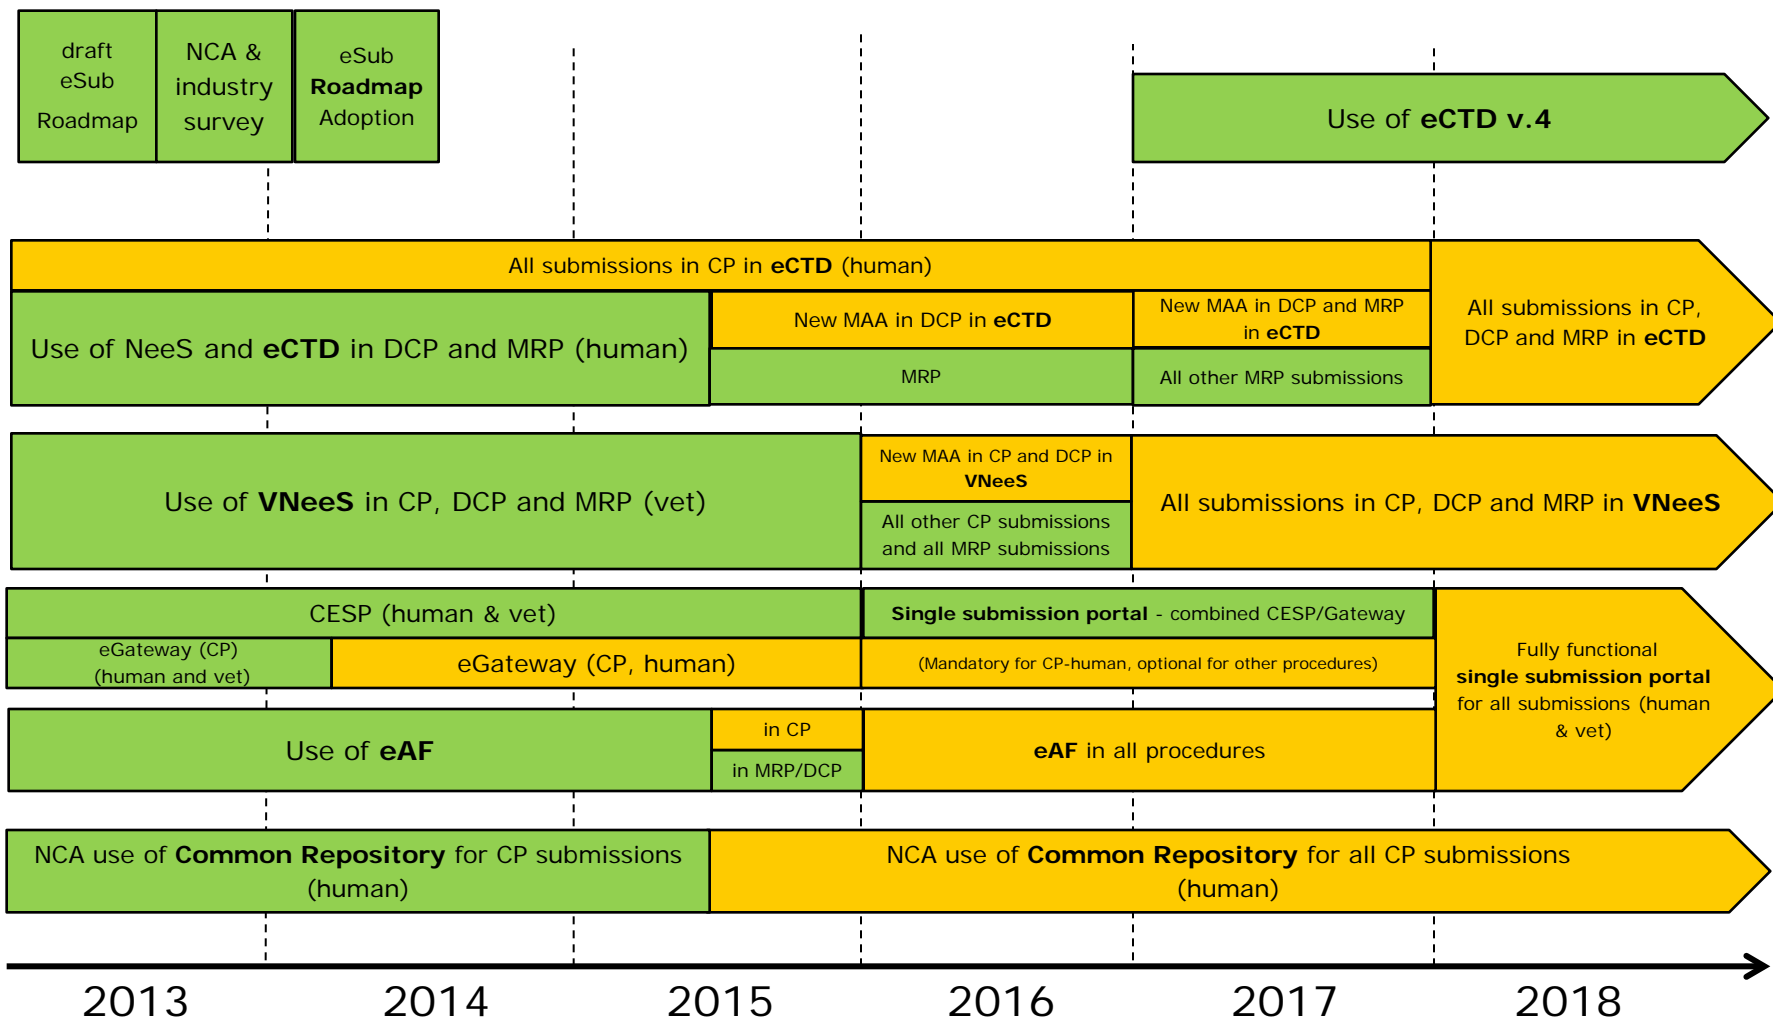 draft
eSub
Roadmap
NCA &
industry
survey
eSub
Roadmap
Adoption
Use of eCTD v.4
All submissions in CP in eCTD (human)
Use of NeeS and eCTD in DCP and MRP (human)
New MAA in DCP in eCTD
MRP
New MAA in DCP and MRP
in eCTD
All other MRP submissions
All submissions in CP,
DCP and MRP in eCTD
Use of VNeeS in CP, DCP and MRP (vet)
New MAA in CP and DCP in
VNeeS
All other CP submissions
and all MRP submissions
All submissions in CP, DCP and MRP in VNeeS
CESP (human & vet)
Single submission portal - combined CESP/Gateway
eGateway (CP)
(human and vet)
eGateway (CP, human)
(Mandatory for CP-human, optional for other procedures)
Fully functional
single submission portal
for all submissions (human
& vet)
Use of eAF
in CP
in MRP/DCP
eAF in all procedures
NCA use of Common Repository for CP submissions
(human)
NCA use of Common Repository for all CP submissions
(human)
2013
2014
2015
2016
2017
2018